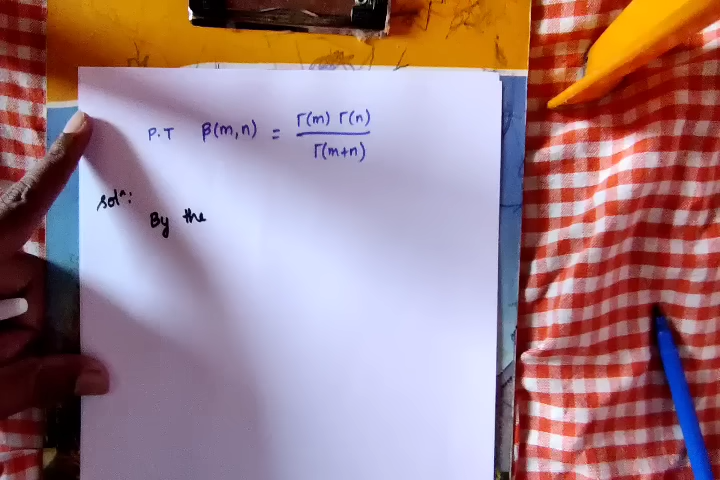 P.T β(m,n) = Γ(m) Γ(n) / Γ(m+n)
solⁿ:
By the